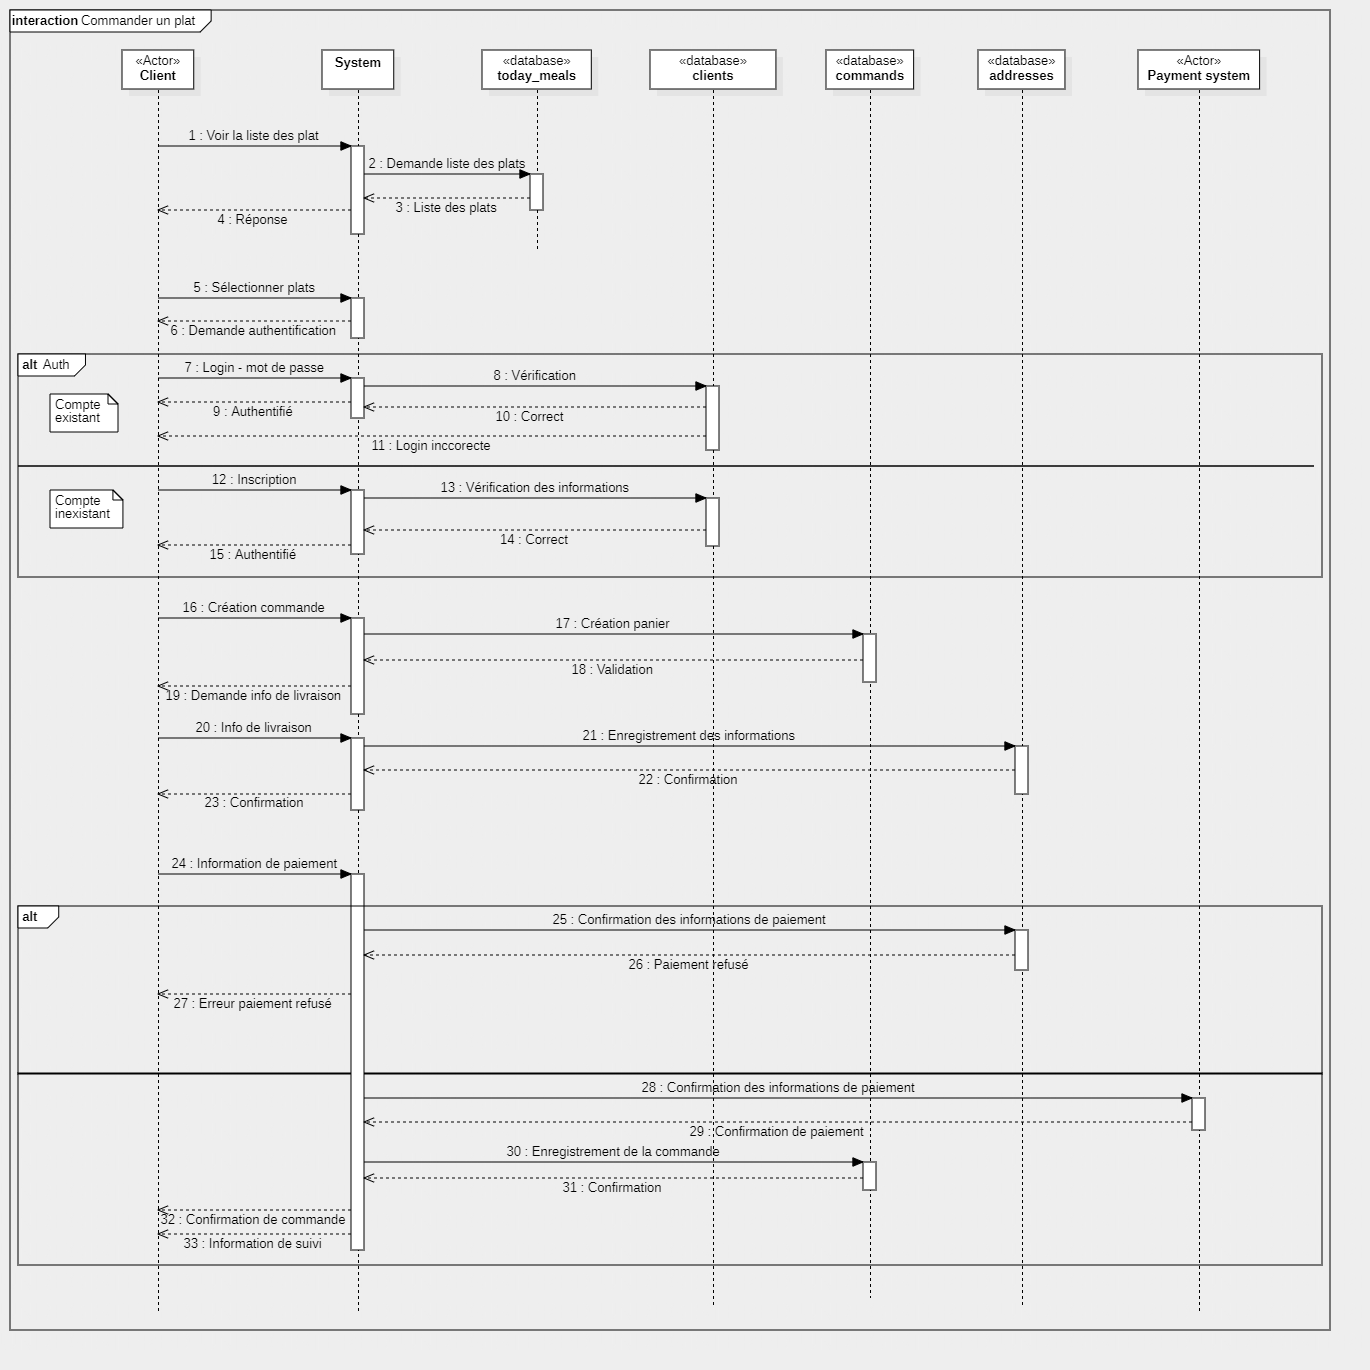 interaction Commander un plat
«Actor»
Client
System
«database»
today_meals
«database»
clients
«database»
commands
«database»
addresses
«Actor»
Payment system
1 : Voir la liste des plat
2 : Demande liste des plats
3 : Liste des plats
4 : Réponse
5 : Sélectionner plats
6 : Demande authentification
alt Auth
7 : Login - mot de passe
8 : Vérification
Compte
existant
9 : Authentifié
10 : Correct
11 : Login inccorecte
12 : Inscription
13 : Vérification des informations
Compte
inexistant
14 : Correct
15 : Authentifié
16 : Création commande
17 : Création panier
18 : Validation
19 : Demande info de livraison
20 : Info de livraison
21 : Enregistrement des informations
22 : Confirmation
23 : Confirmation
24 : Information de paiement
alt
25 : Confirmation des informations de paiement
26 : Paiement refusé
27 : Erreur paiement refusé
28 : Confirmation des informations de paiement
29 : Confirmation de paiement
30 : Enregistrement de la commande
31 : Confirmation
32 : Confirmation de commande
33 : Information de suivi